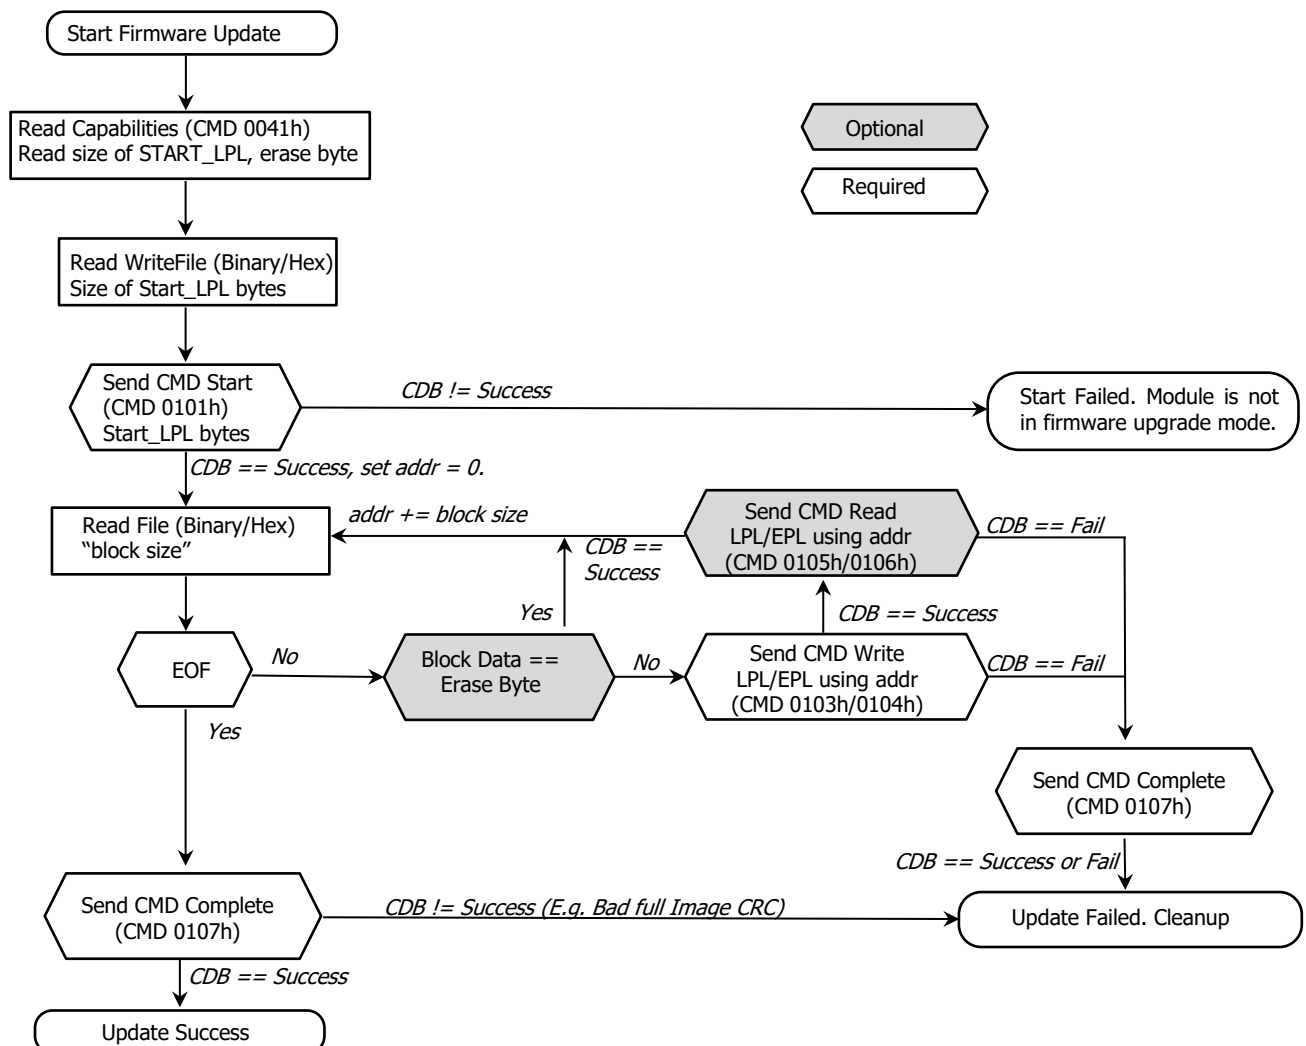 Start Firmware Update
Read Capabilities (CMD 0041h)
Read size of START_LPL, erase byte
Optional
Required
Read WriteFile (Binary/Hex)
Size of Start_LPL bytes
Send CMD Start
(CMD 0101h)
Start_LPL bytes
CDB != Success
Start Failed. Module is not
in firmware upgrade mode.
CDB == Success, set addr = 0.
Read File (Binary/Hex)
“block size”
addr += block size
CDB ==
Success
Send CMD Read
LPL/EPL using addr
(CMD 0105h/0106h)
CDB == Fail
Yes
CDB == Success
EOF
No
Block Data ==
Erase Byte
No
Send CMD Write
LPL/EPL using addr
(CMD 0103h/0104h)
CDB == Fail
Yes
Send CMD Complete
(CMD 0107h)
CDB == Success or Fail
Send CMD Complete
(CMD 0107h)
CDB != Success (E.g. Bad full Image CRC)
Update Failed. Cleanup
CDB == Success
Update Success